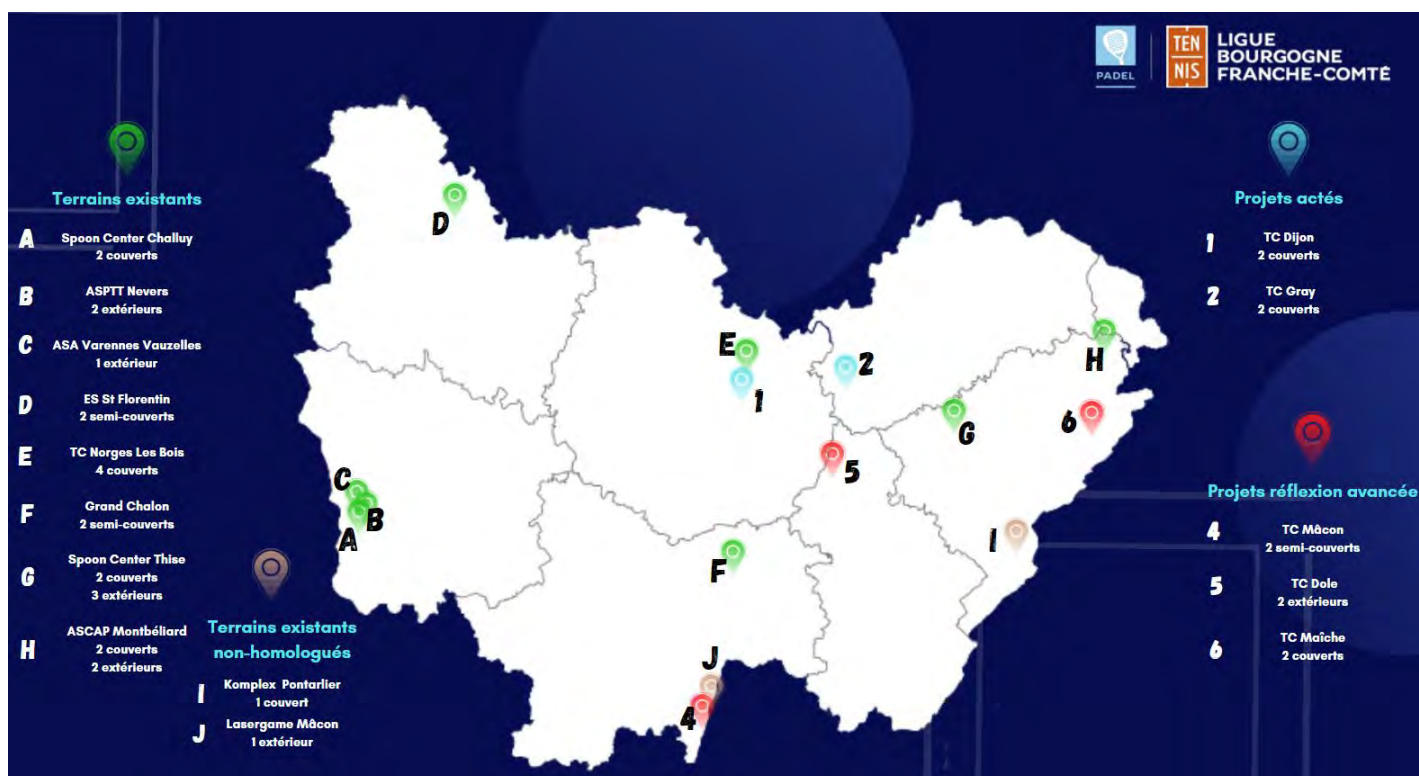 PADEL
TEN
NIS
LIGUE
BOURGOGNE
FRANCHE-COMTÉ
Terrains existants
A
Spoon Center Challuy
2 couverts
B
ASPTT Nevers
2 extérieurs
C
ASA Varennes Vauzelles
1 extérieur
D
ES St Florentin
2 semi-couverts
E
TC Norges Les Bois
4 couverts
F
Grand Chalon
2 semi-couverts
G
Spoon Center Thise
2 couverts
3 extérieurs
H
ASCAP Montbéliard
2 couverts
2 extérieurs
Terrains existants
non-homologués
I
Komplex Pontarlier
1 couvert
J
Lasergame Mâcon
1 extérieur
D
E
1
2
H
G
6
5
C
B
A
I
F
J
4
Projets actés
1
TC Dijon
2 couverts
2
TC Gray
2 couverts
Projets réflexion avancée
4
TC Mâcon
2 semi-couverts
5
TC Dole
2 extérieurs
6
TC Maîche
2 couverts